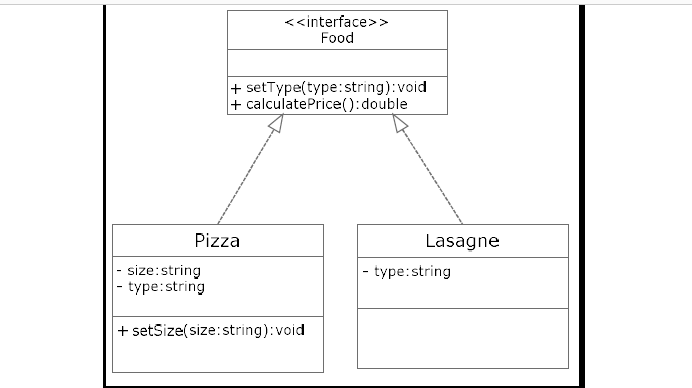 <<interface>>
Food
+ setType(type:string):void
+ calculatePrice():double
Pizza
- size:string
- type:string
+ setSize(size:string):void
Lasagne
- type:string